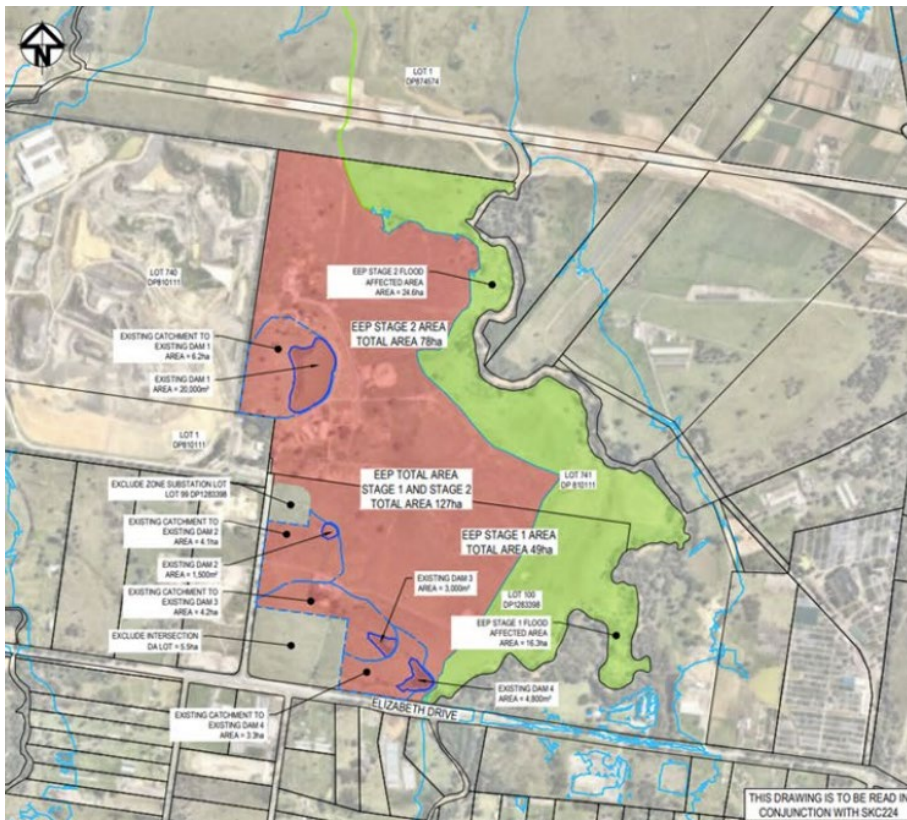 N
LOT 1
DP874574
LOT 740
DP810111
EEP STAGE 2 FLOOD
AFFECTED AREA
AREA = 24.6ha
EEP STAGE 2 AREA
TOTAL AREA 78ha
EXISTING CATCHMENT TO
EXISTING DAM 1
AREA = 6.2ha
EXISTING DAM 1
AREA = 20,000m²
LOT 1
DP810111
EEP TOTAL AREA
STAGE 1 AND STAGE 2
TOTAL AREA 127ha
LOT 741
DP 810111
EXCLUDE ZONE SUBSTATION LOT
LOT 99 DP1283398
EXISTING CATCHMENT TO
EXISTING DAM 2
AREA = 4.1ha
EEP STAGE 1 AREA
TOTAL AREA 49ha
EXISTING DAM 2
AREA = 1,500m²
EXISTING DAM 3
AREA = 3,000m²
EXISTING CATCHMENT TO
EXISTING DAM 3
AREA = 4.2ha
LOT 100
DP1283398
EEP STAGE 1 FLOOD
AFFECTED AREA
AREA = 16.3ha
EXCLUDE INTERSECTION
DA LOT = 5.5ha
EXISTING DAM 4
AREA = 4,800m²
ELIZABETH DRIVE
EXISTING CATCHMENT TO
EXISTING DAM 4
AREA = 3.3ha
THIS DRAWING IS TO BE READ IN
CONJUNCTION WITH SKC224